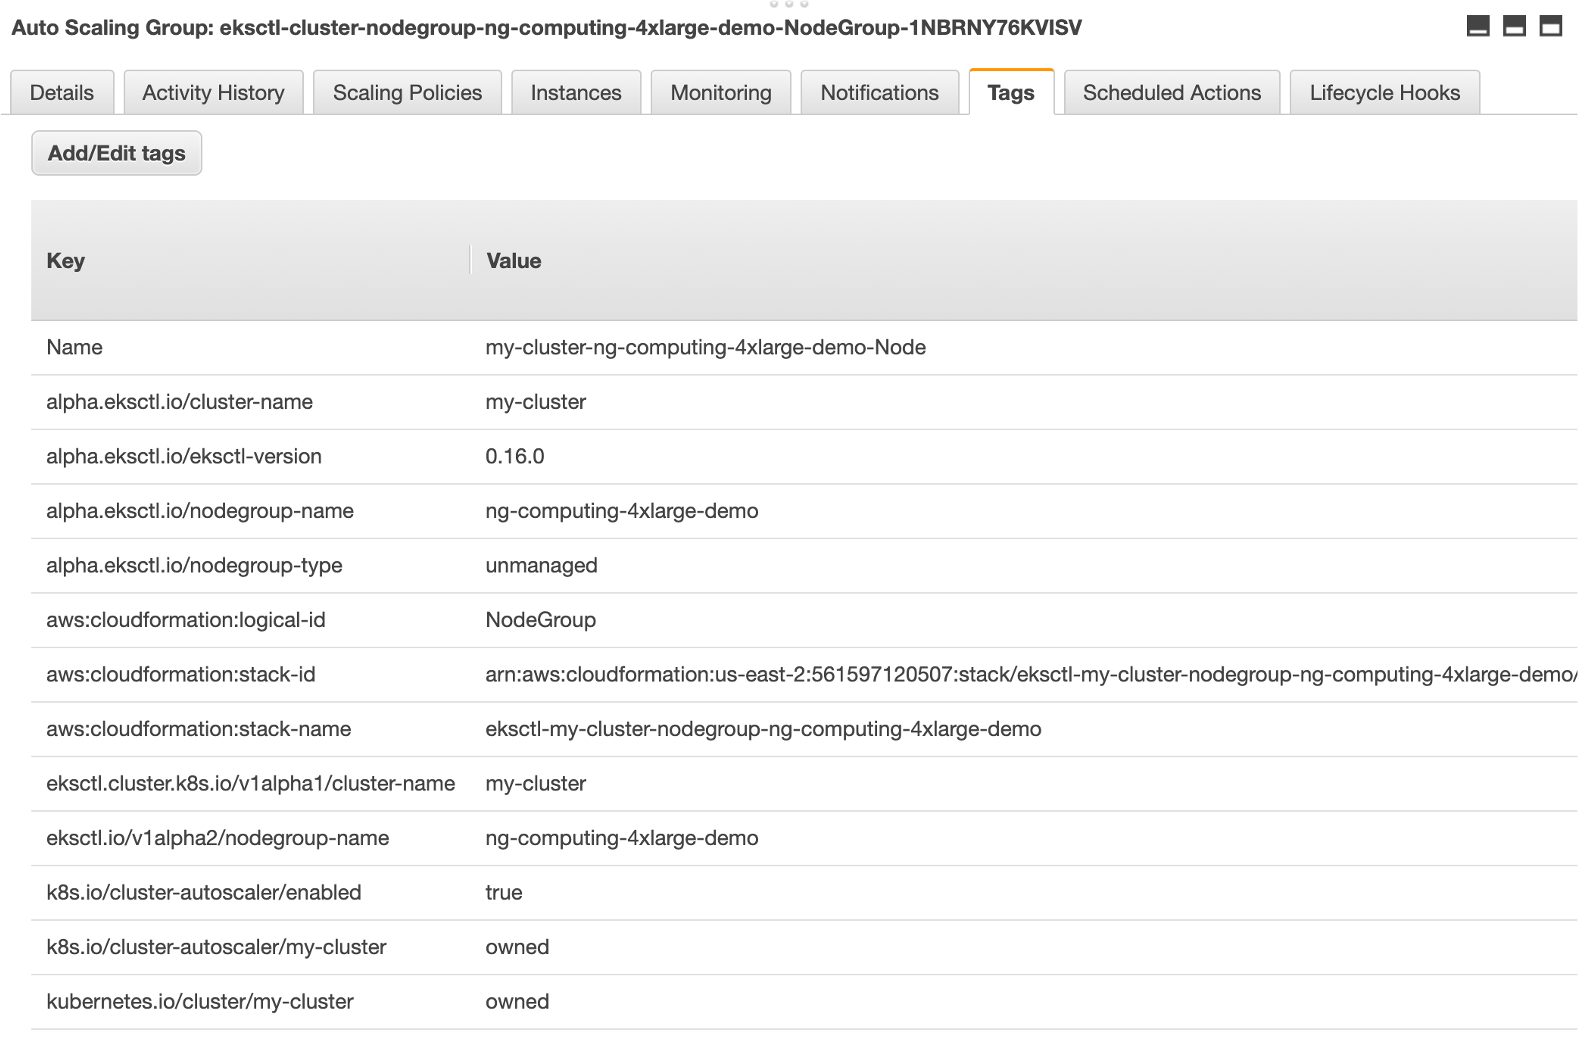 Auto Scaling Group: eksctl-cluster-nodegroup-ng-computing-4xlarge-demo-NodeGroup-1NBRNY76KVISV
Details Activity History Scaling Policies Instances Monitoring Notifications Tags Scheduled Actions Lifecycle Hooks
Add/Edit tags
Key Value
Name my-cluster-ng-computing-4xlarge-demo-Node
alpha.eksctl.io/cluster-name my-cluster
alpha.eksctl.io/eksctl-version 0.16.0
alpha.eksctl.io/nodegroup-name ng-computing-4xlarge-demo
alpha.eksctl.io/nodegroup-type unmanaged
aws:cloudformation:logical-id NodeGroup
aws:cloudformation:stack-id arn:aws:cloudformation:us-east-2:561597120507:stack/eksctl-my-cluster-nodegroup-ng-computing-4xlarge-demo/
aws:cloudformation:stack-name eksctl-my-cluster-nodegroup-ng-computing-4xlarge-demo
eksctl.cluster.k8s.io/v1alpha1/cluster-name my-cluster
eksctl.io/v1alpha2/nodegroup-name ng-computing-4xlarge-demo
k8s.io/cluster-autoscaler/enabled true
k8s.io/cluster-autoscaler/my-cluster owned
kubernetes.io/cluster/my-cluster owned